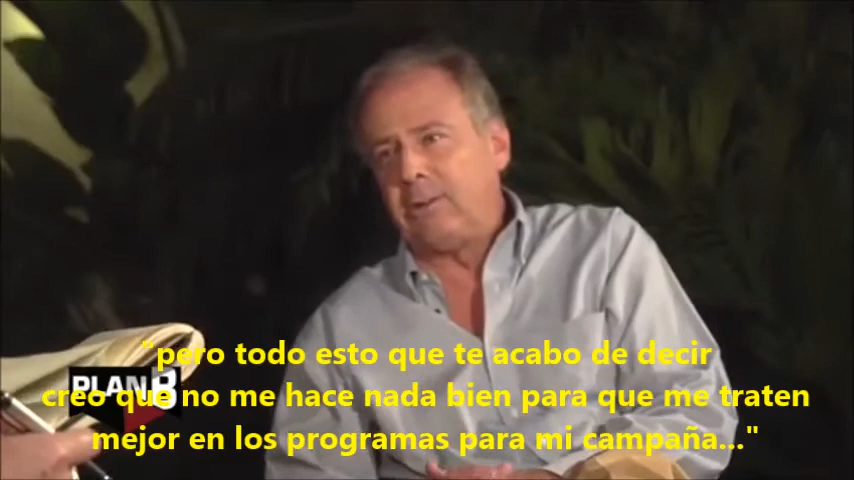 "pero todo esto que te acabo de decir
creo que no me hace nada bien para que me traten
mejor en los programas para mi campaña..."
PLAN B